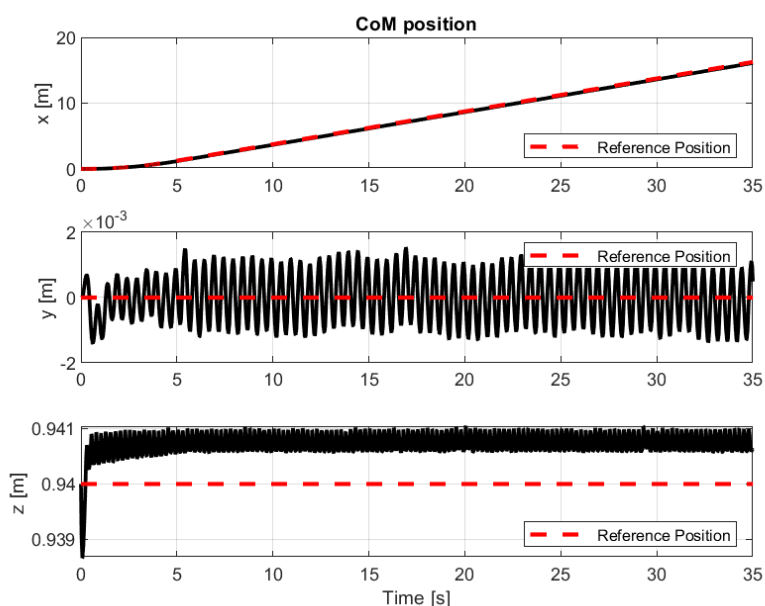 CoM position
20
10
0
x [m]
Reference Position
0 5 10 15 20 25 30 35
×10⁻³
2
0
-2
y [m]
Reference Position
0 5 10 15 20 25 30 35
0.941
0.94
0.939
z [m]
Reference Position
0 5 10 15 20 25 30 35
Time [s]